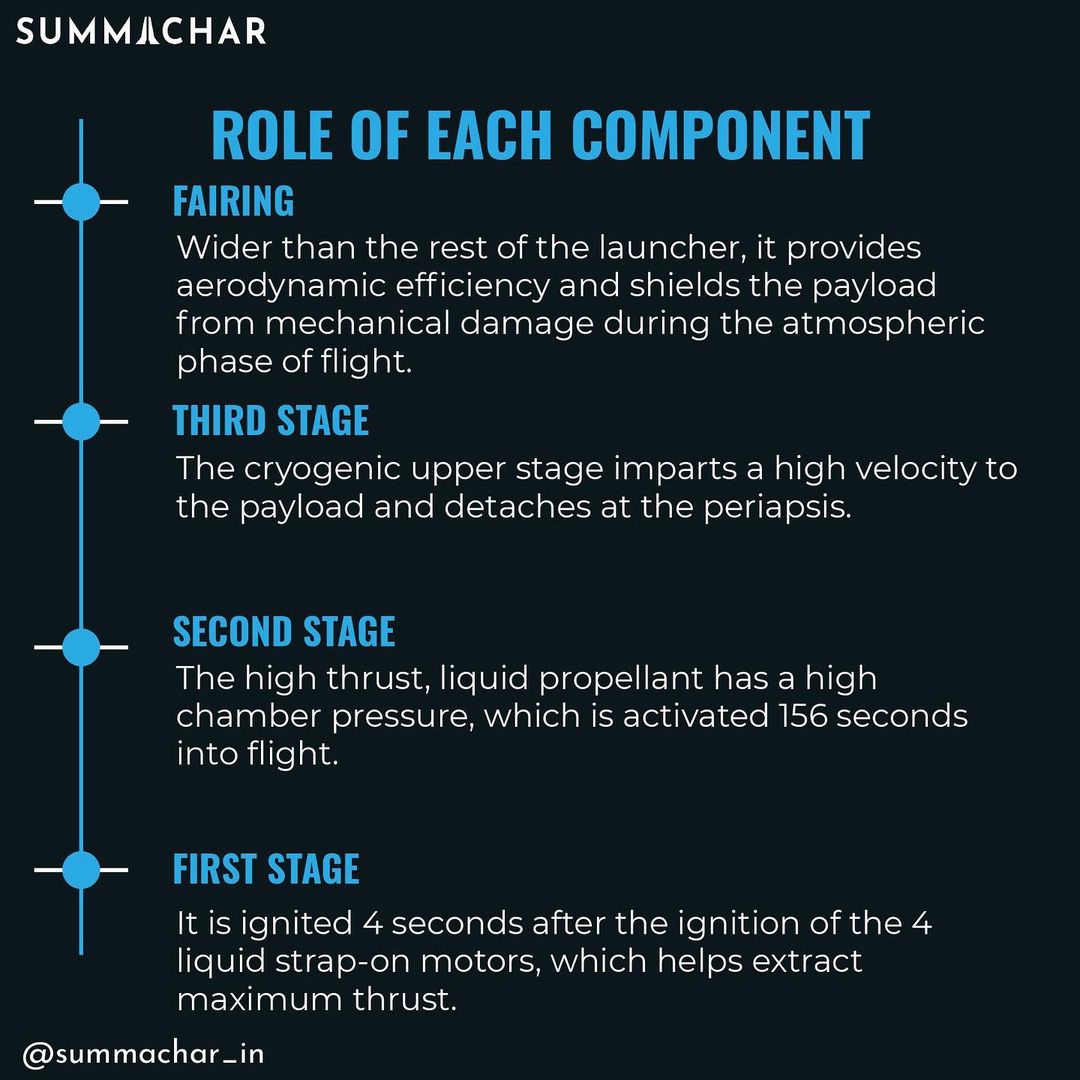 SUMMACHAR
ROLE OF EACH COMPONENT
FAIRING
Wider than the rest of the launcher, it provides
aerodynamic efficiency and shields the payload
from mechanical damage during the atmospheric
phase of flight.
THIRD STAGE
The cryogenic upper stage imparts a high velocity to
the payload and detaches at the periapsis.
SECOND STAGE
The high thrust, liquid propellant has a high
chamber pressure, which is activated 156 seconds
into flight.
FIRST STAGE
It is ignited 4 seconds after the ignition of the 4
liquid strap-on motors, which helps extract
maximum thrust.
@summachar_in